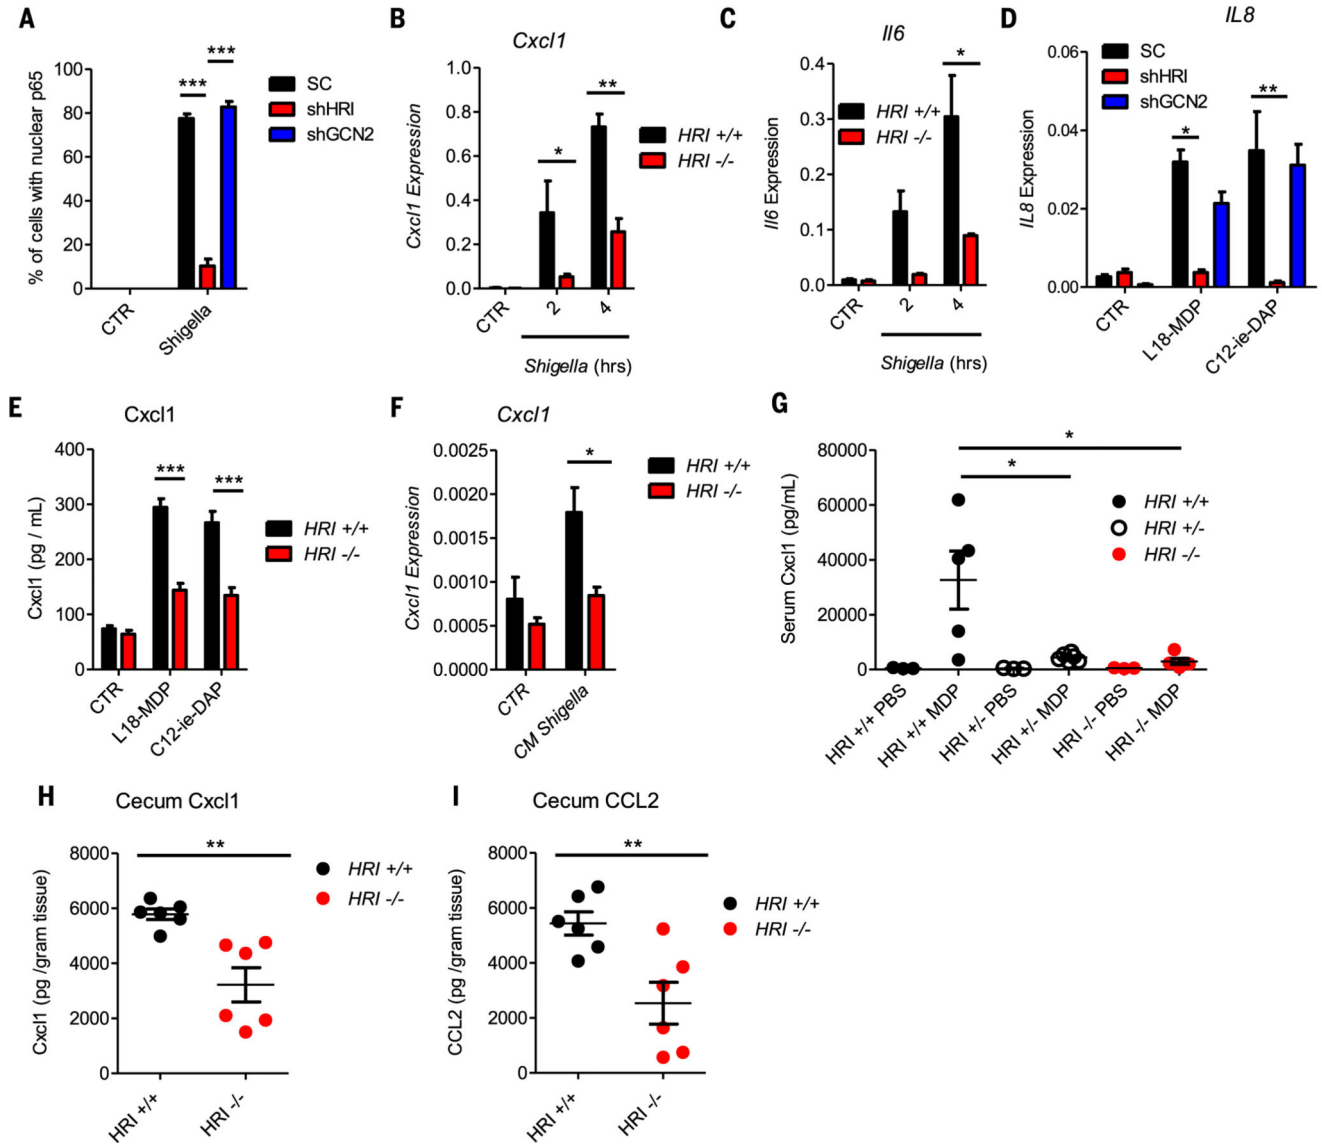 A
***
***
% of cells with nuclear p65
100
80
60
40
20
0
CTR
Shigella
SC
shHRI
shGCN2
B
Cxcl1
Cxcl1 Expression
1.0
0.8
0.6
0.4
0.2
0.0
*
**
CTR
2
4
Shigella (hrs)
HRI +/+
HRI -/-
C
Il6
Il6 Expression
0.4
0.3
0.2
0.1
0.0
*
HRI +/+
HRI -/-
CTR
2
4
Shigella (hrs)
D
IL8
IL8 Expression
0.06
0.04
0.02
0.00
SC
shHRI
shGCN2
*
**
CTR
L18-MDP
C12-ie-DAP
E
Cxcl1
Cxcl1 (pg / mL)
400
300
200
100
0
***
***
CTR
L18-MDP
C12-ie-DAP
HRI +/+
HRI -/-
F
Cxcl1
Cxcl1 Expression
0.0025
0.0020
0.0015
0.0010
0.0005
0.0000
*
CTR
CM Shigella
HRI +/+
HRI -/-
G
Serum Cxcl1 (pg/mL)
80000
60000
40000
20000
0
*
*
HRI +/+
HRI +/-
HRI -/-
HRI +/+ PBS
HRI +/+ MDP
HRI +/- PBS
HRI +/- MDP
HRI -/- PBS
HRI -/- MDP
H
Cecum Cxcl1
Cxcl1 (pg /gram tissue)
8000
6000
4000
2000
0
**
HRI +/+
HRI -/-
HRI +/+
HRI -/-
I
Cecum CCL2
CCL2 (pg /gram tissue)
8000
6000
4000
2000
0
**
HRI +/+
HRI -/-
HRI +/+
HRI -/-